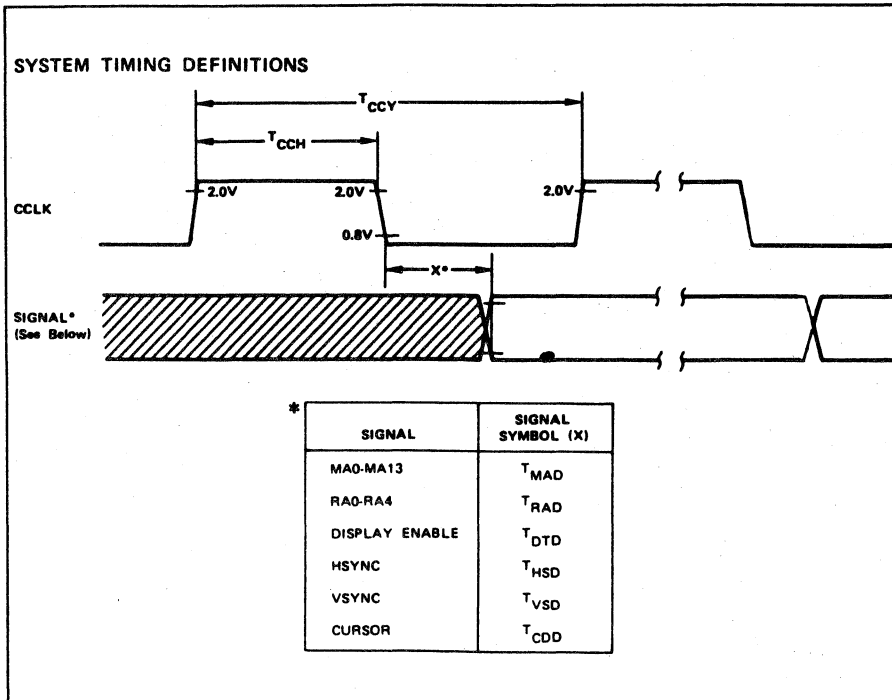 SYSTEM TIMING DEFINITIONS
TCCY
TCCH
2.0V
2.0V
2.0V
CCLK
0.8V
X*
SIGNAL*
(See Below)
*
SIGNAL
SIGNAL SYMBOL (X)
MA0-MA13 TMAD
RA0-RA4 TRAD
DISPLAY ENABLE TDTD
HSYNC THSD
VSYNC TVSD
CURSOR TCDD